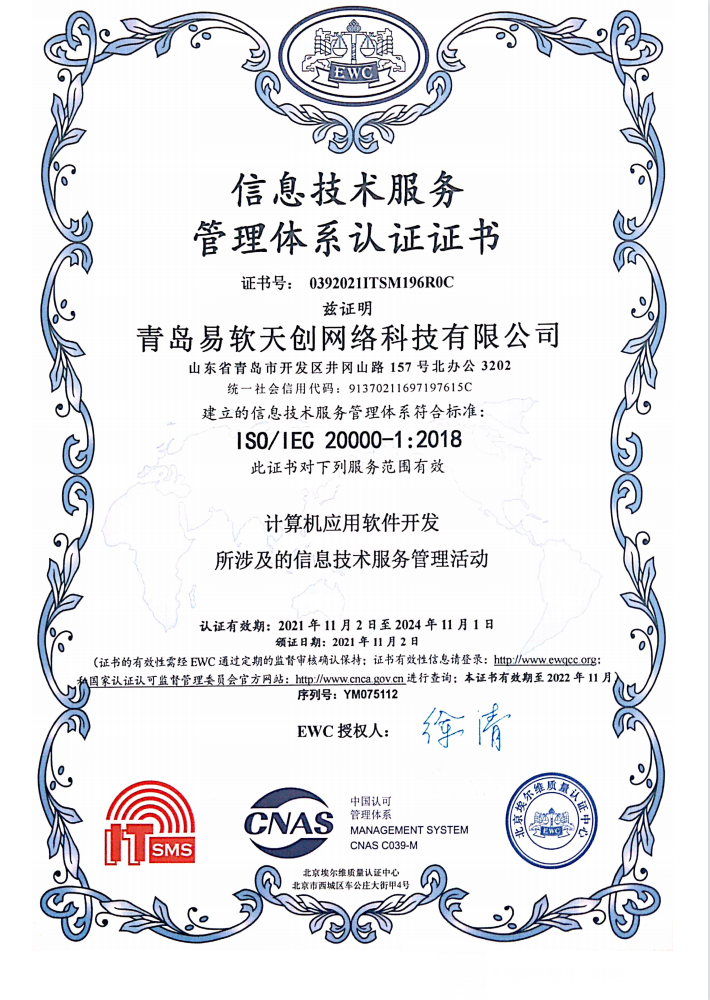 EWC
信息技术服务
管理体系认证证书
证书号： 0392021ITSM196R0C
兹证明
青岛易软天创网络科技有限公司
山东省青岛市开发区井冈山路 157 号北办公 3202
统一社会信用代码：91370211697197615C
建立的信息技术服务管理体系符合标准：
ISO/IEC 20000-1:2018
此证书对下列服务范围有效
计算机应用软件开发
所涉及的信息技术服务管理活动
认证有效期：2021 年 11 月 2 日至 2024 年 11 月 1 日
颁证日期：2021 年 11 月 2 日
（证书的有效性需经 EWC 通过定期的监督审核确认保持；证书有效性信息请登录：http://www.ewqcc.org；
国家认证认可监督管理委员会官方网站：http://www.cnca.gov.cn 进行查询；本证书有效期至 2022 年 11 月）
序列号：YM075112
EWC 授权人：
徐清
ITSMS
CNAS
中国认可
管理体系
MANAGEMENT SYSTEM
CNAS C039-M
北京埃尔维质量认证中心
EWC
北京埃尔维质量认证中心
北京市西城区车公庄大街甲4号